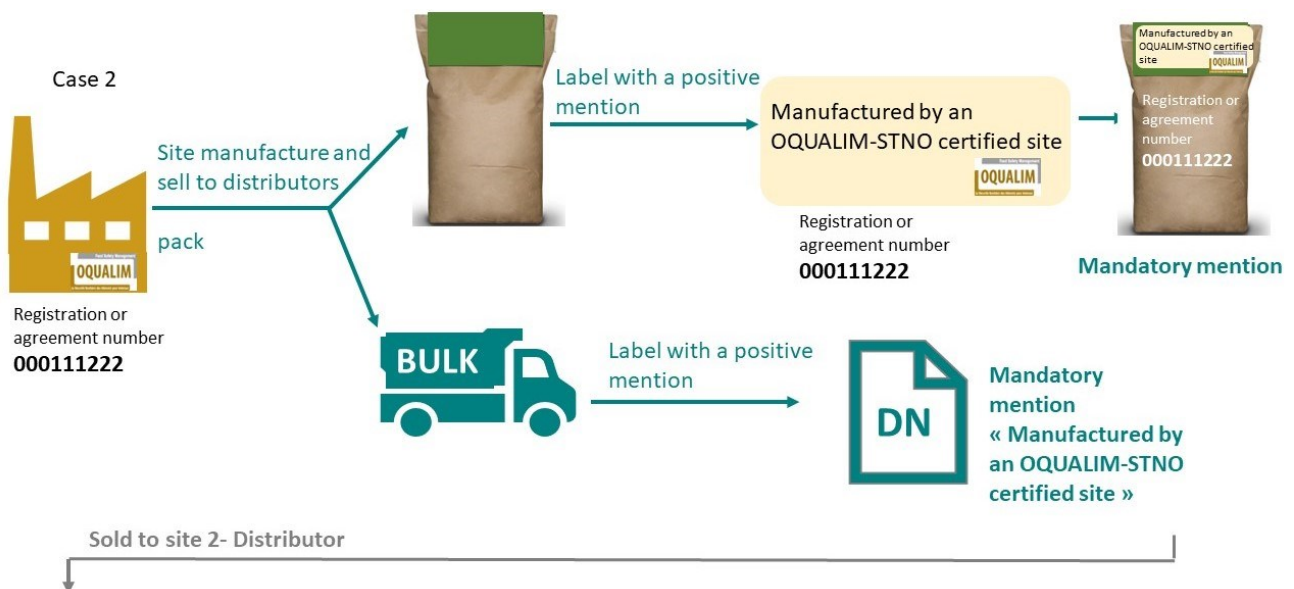 Case 2
Site manufacture and
sell to distributors
pack
OQUALIM
Registration or
agreement number
000111222
Label with a positive
mention
Manufactured by an
OQUALIM-STNO certified site
OQUALIM
Registration or
agreement number
000111222
Manufactured by an
OQUALIM-STNO certified
site
OQUALIM
Registration or
agreement
number
000111222
Mandatory mention
BULK
Label with a positive
mention
DN
Mandatory
mention
« Manufactured by
an OQUALIM-STNO
certified site »
Sold to site 2- Distributor